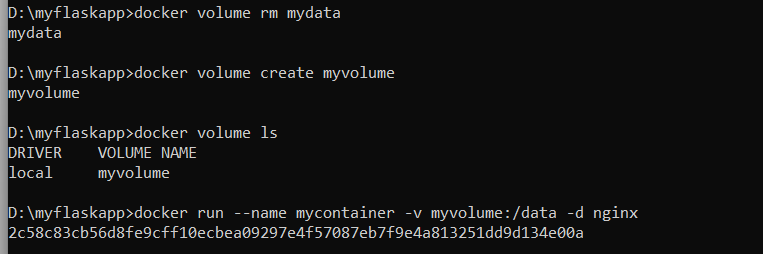 D:\myflaskapp>docker volume rm mydata
mydata
D:\myflaskapp>docker volume create myvolume
myvolume
D:\myflaskapp>docker volume ls
DRIVER    VOLUME NAME
local     myvolume
D:\myflaskapp>docker run --name mycontainer -v myvolume:/data -d nginx
2c58c83cb56d8fe9cff10ecbea09297e4f57087eb7f9e4a813251dd9d134e00a